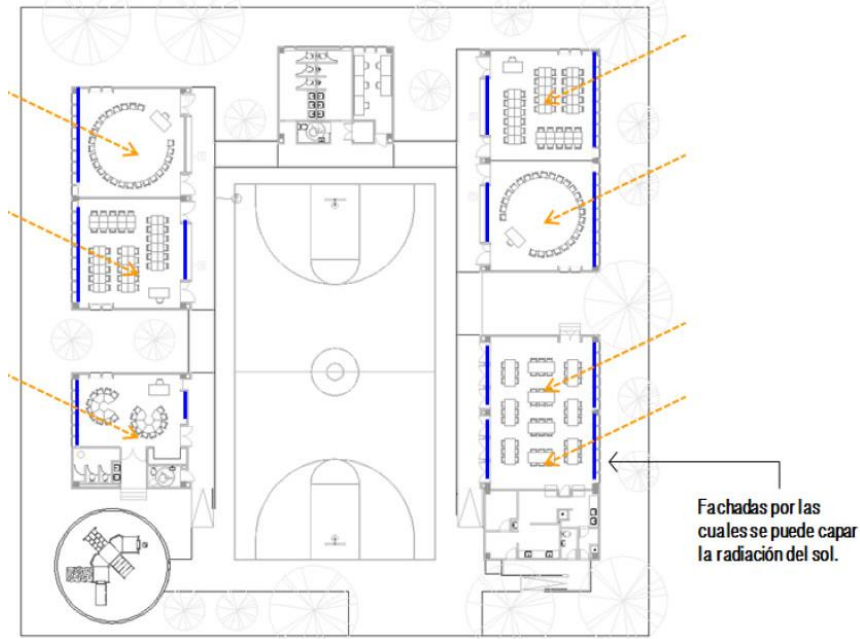 Fachadas por las
cuales se puede capar
la radiación del sol.